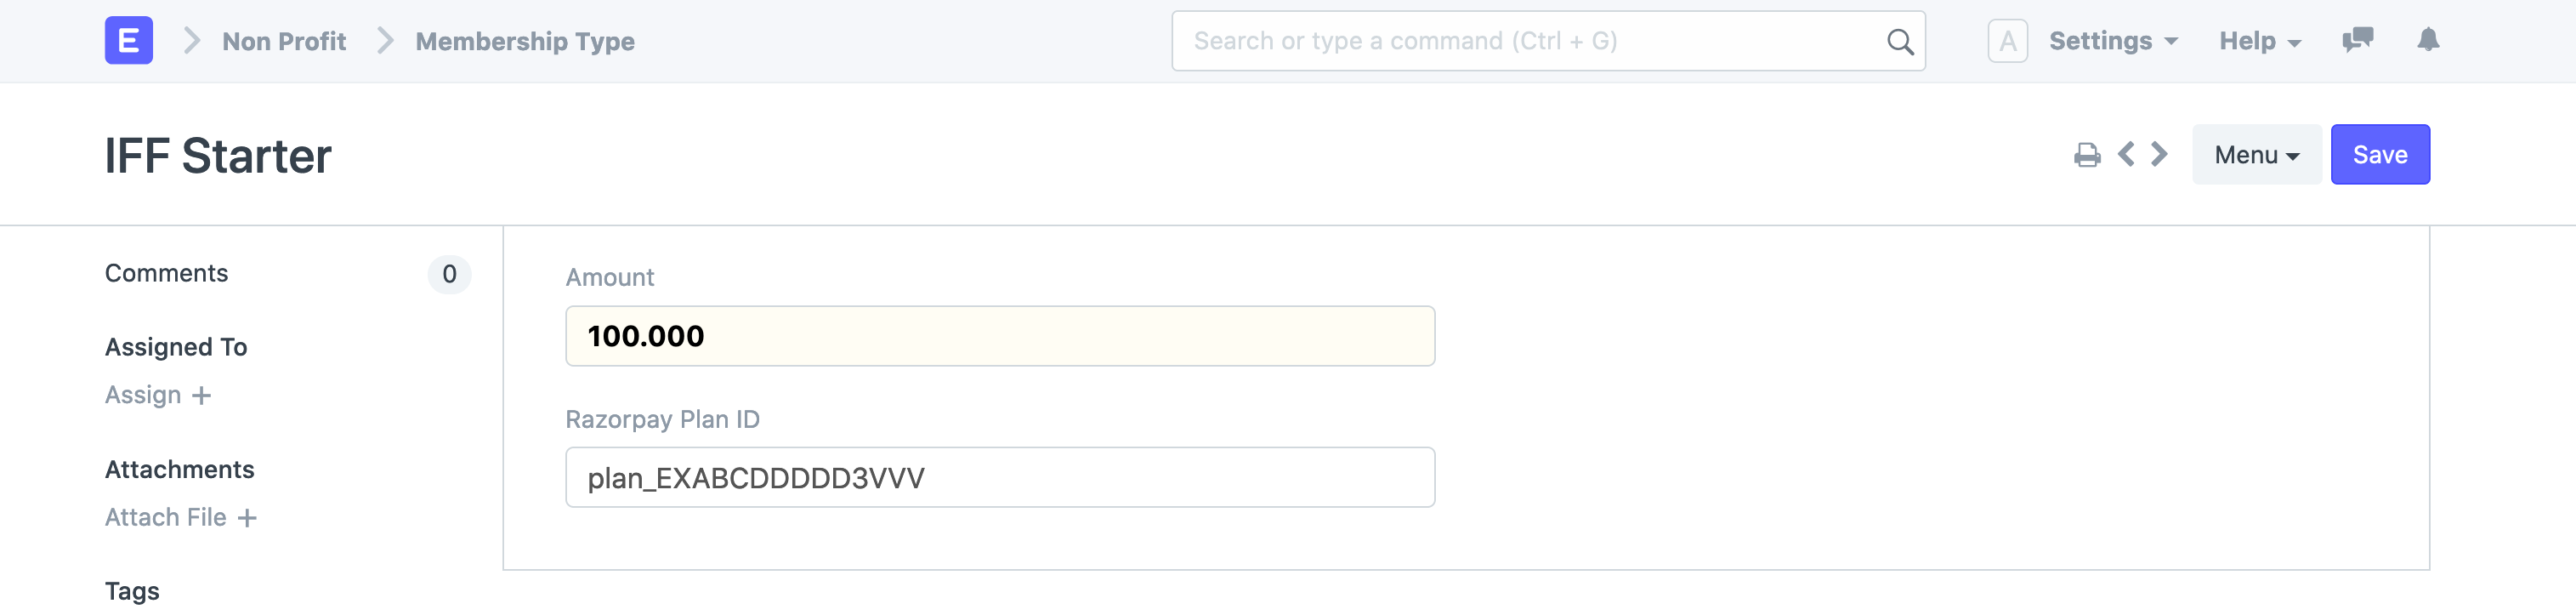 E Non Profit Membership Type Search or type a command (Ctrl + G) A Settings Help
IFF Starter Menu Save
Comments 0
Assigned To
Assign +
Attachments
Attach File +
Tags
Amount
100.000
Razorpay Plan ID
plan_EXABCDDDDD3VVV